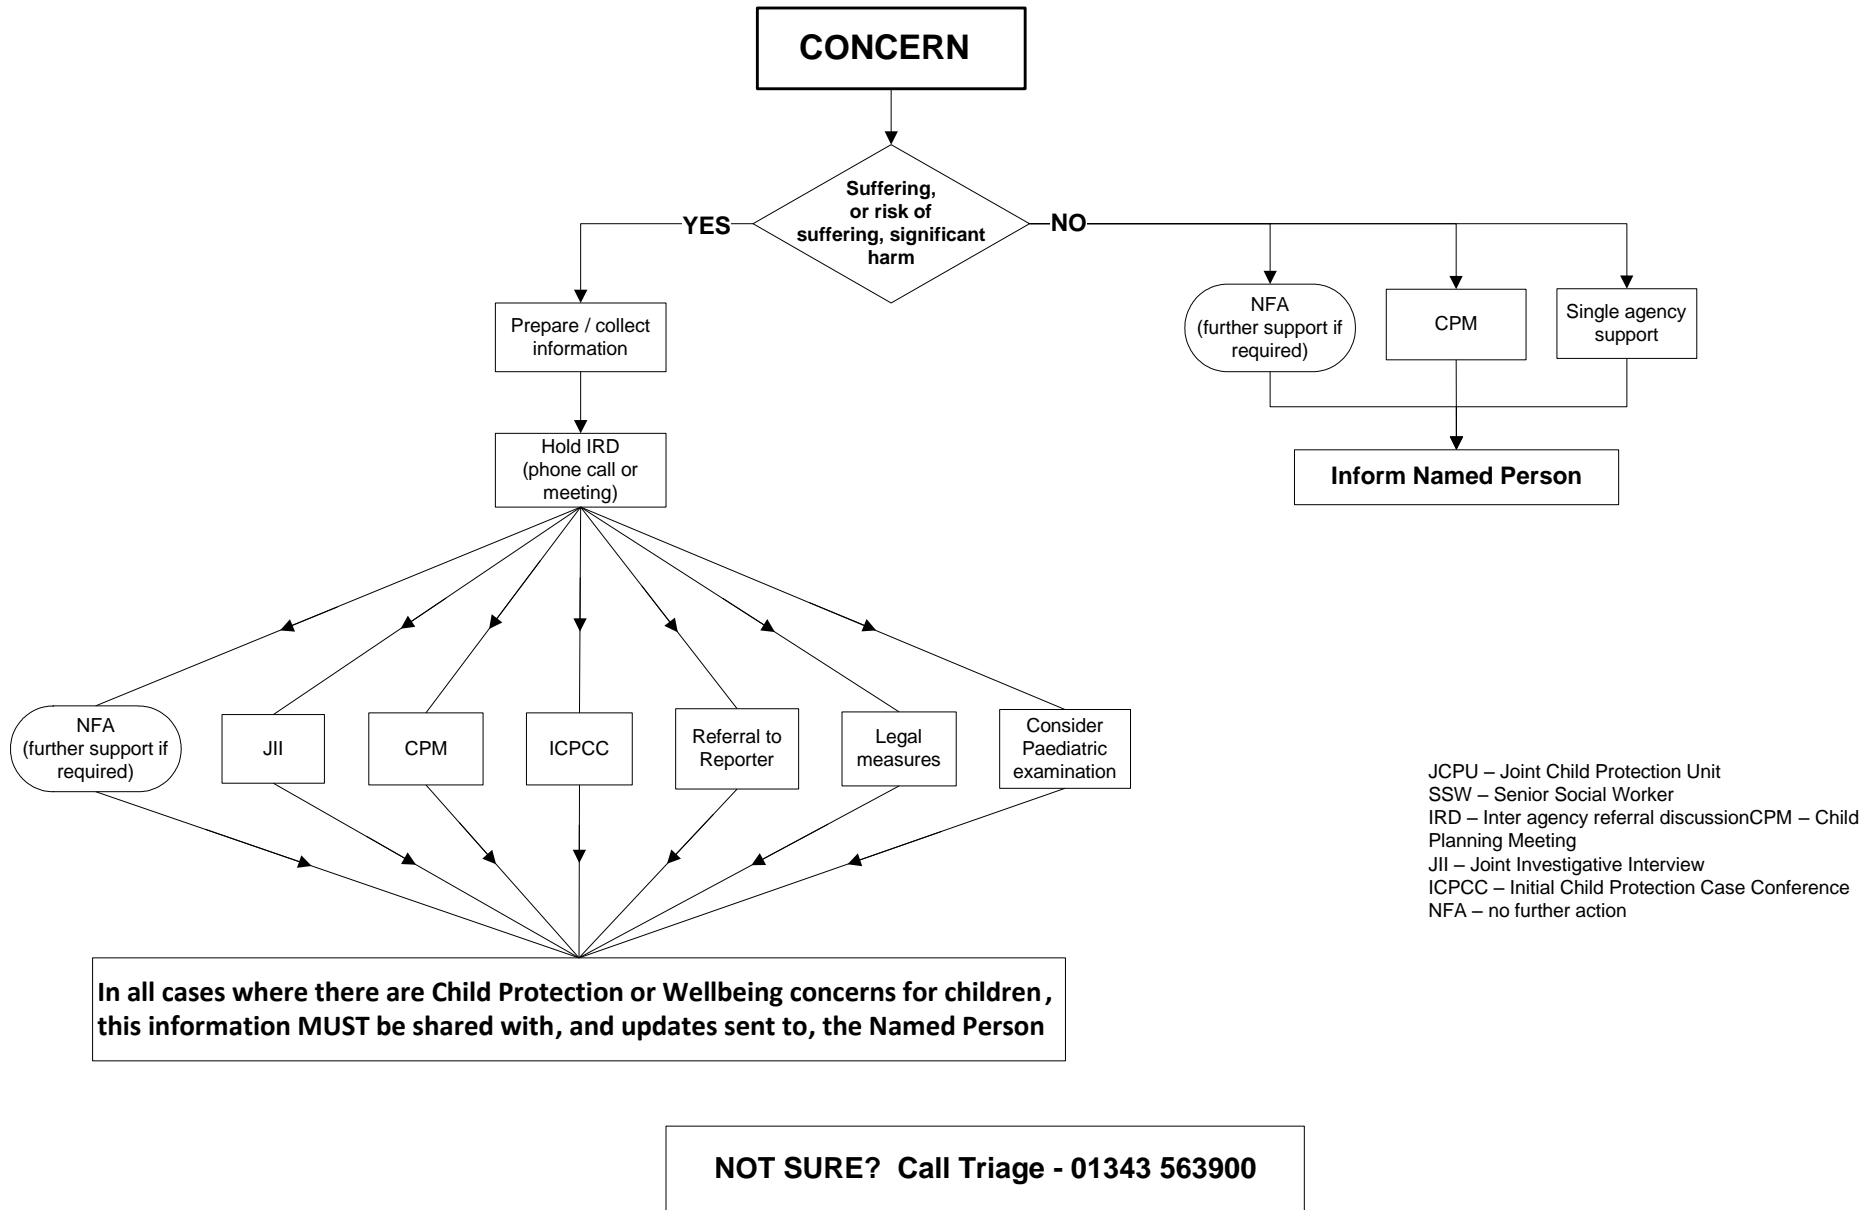 CONCERN
Suffering,
or risk of
suffering, significant
harm
YES
NO
Prepare / collect
information
NFA
(further support if
required)
CPM
Single agency
support
Hold IRD
(phone call or
meeting)
Inform Named Person
NFA
(further support if
required)
JII
CPM
ICPCC
Referral to
Reporter
Legal
measures
Consider
Paediatric
examination
JCPU – Joint Child Protection Unit
SSW – Senior Social Worker
IRD – Inter agency referral discussionCPM – Child
Planning Meeting
JII – Joint Investigative Interview
ICPCC – Initial Child Protection Case Conference
NFA – no further action
In all cases where there are Child Protection or Wellbeing concerns for children,
this information MUST be shared with, and updates sent to, the Named Person
NOT SURE? Call Triage - 01343 563900